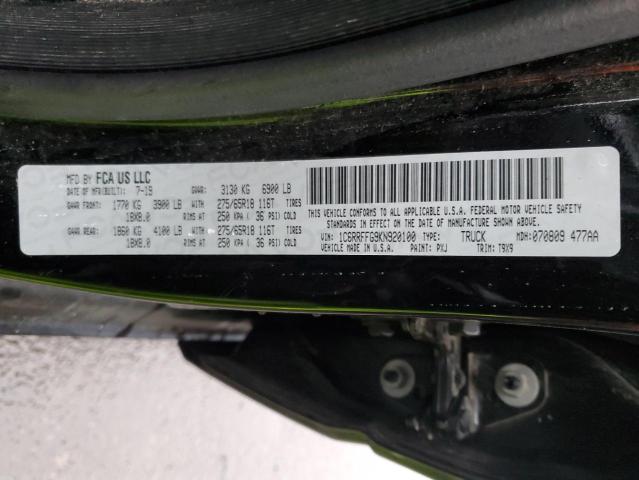 MFD BY FCA US LLC
DATE OF MFR(BUILT): 7-19 GVWR: 3130 KG 6900 LB
GAWR FRONT: 1770 KG 3900 LB WITH 275/65R18 116T TIRES
18X8.0 RIMS AT 250 KPA ( 36 PSI) COLD
GAWR REAR: 1860 KG 4100 LB WITH 275/65R18 116T TIRES
18X8.0 RIMS AT 250 KPA ( 36 PSI) COLD
THIS VEHICLE CONFORMS TO ALL APPLICABLE U.S.A. FEDERAL MOTOR VEHICLE SAFETY
STANDARDS IN EFFECT ON THE DATE OF MANUFACTURE SHOWN ABOVE.
VIN: 1C6RRFFG9KN920100 TYPE: TRUCK MDH: 070809 477AA
VEHICLE MADE IN U.S.A. PAINT: PXJ TRIM: T9X9